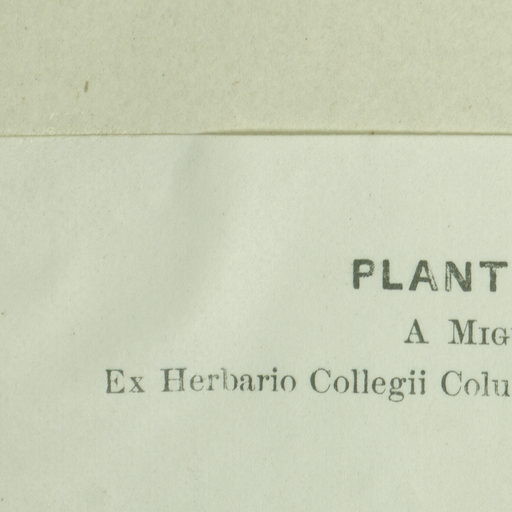 PLANT
A MIG
Ex Herbario Collegii Colu